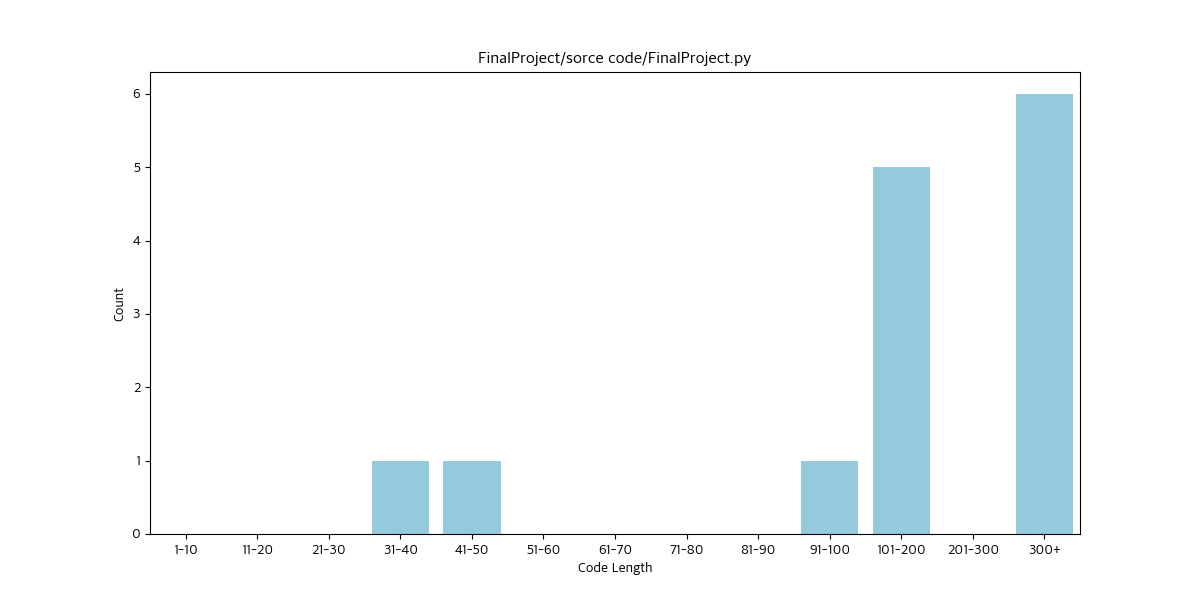 FinalProject/sorce code/FinalProject.py
6
5
4
3
2
1
0
Count
1-10 11-20 21-30 31-40 41-50 51-60 61-70 71-80 81-90 91-100 101-200 201-300 300+
Code Length